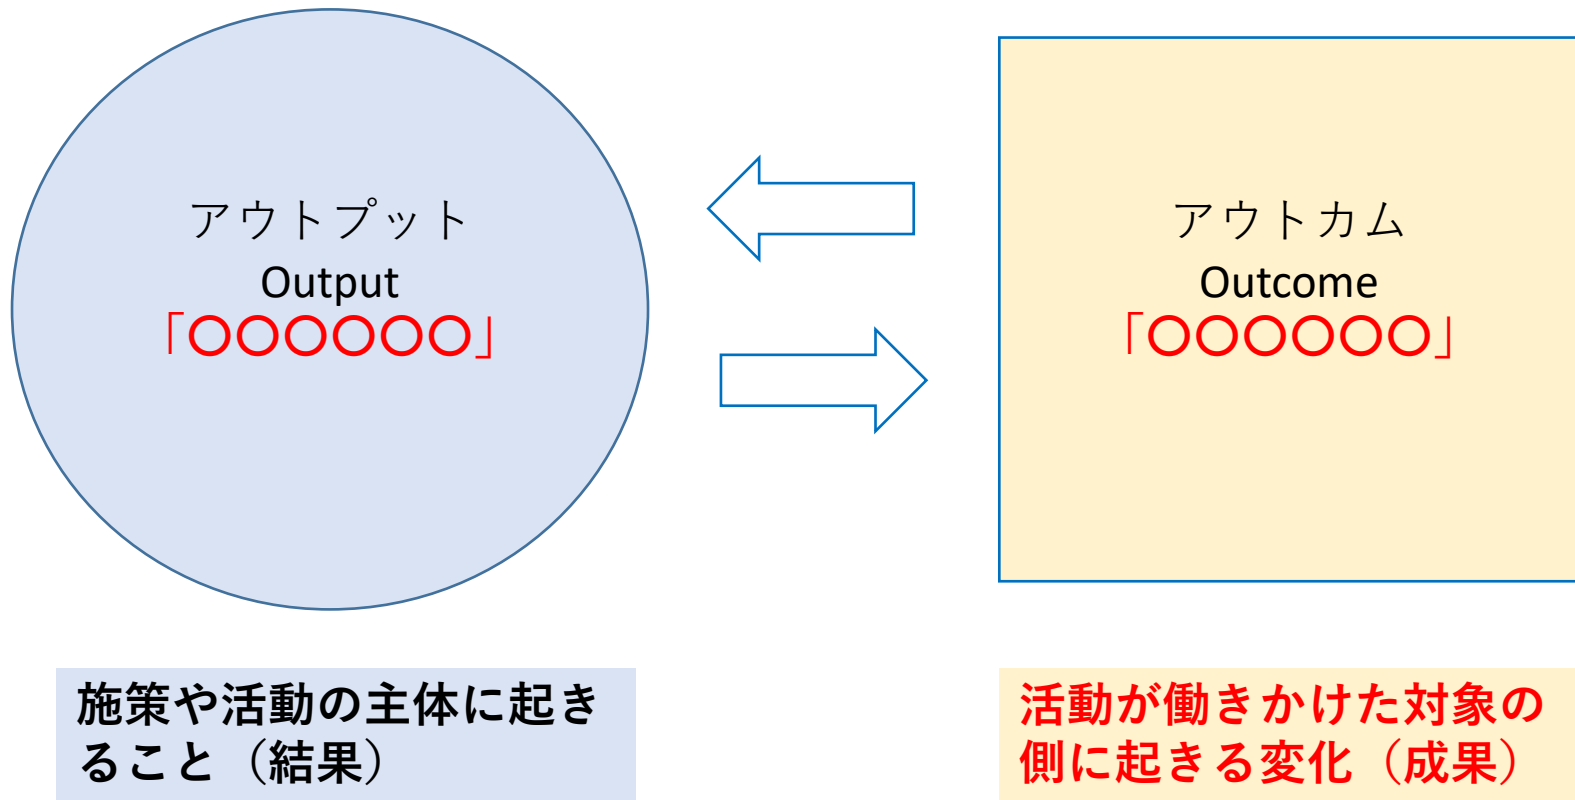 アウトプット
Output
「〇〇〇〇〇〇」
アウトカム
Outcome
「〇〇〇〇〇〇」
施策や活動の主体に起き
ること（結果）
活動が働きかけた対象の
側に起きる変化（成果）